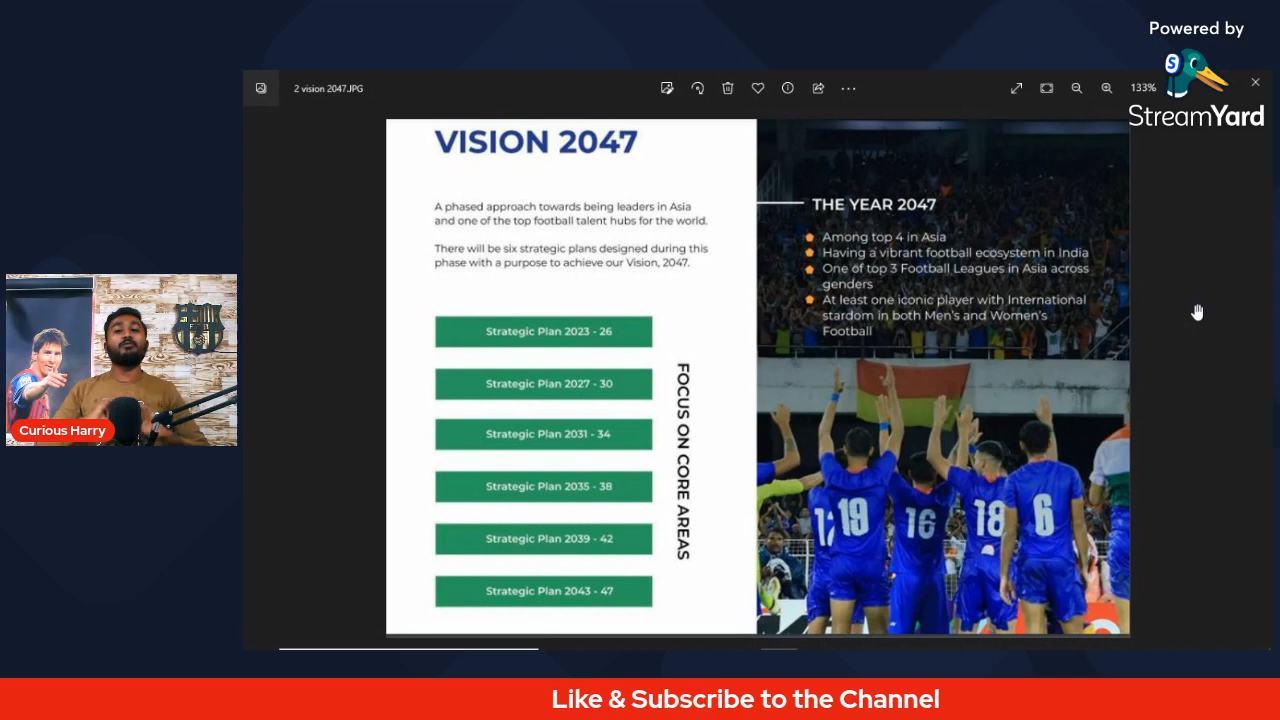 Powered by
StreamYard
2 vision 2047.JPG
133%
VISION 2047
A phased approach towards being leaders in Asia
and one of the top football talent hubs for the world.
There will be six strategic plans designed during this
phase with a purpose to achieve our Vision, 2047.
Strategic Plan 2023 - 26
Strategic Plan 2027 - 30
Strategic Plan 2031 - 34
Strategic Plan 2035 - 38
Strategic Plan 2039 - 42
Strategic Plan 2043 - 47
FOCUS ON CORE AREAS
THE YEAR 2047
Among top 4 in Asia
Having a vibrant football ecosystem in India
One of top 3 Football Leagues in Asia across
genders
At least one iconic player with International
stardom in both Men's and Women's
Football
19
16
18
6
Curious Harry
Like & Subscribe to the Channel